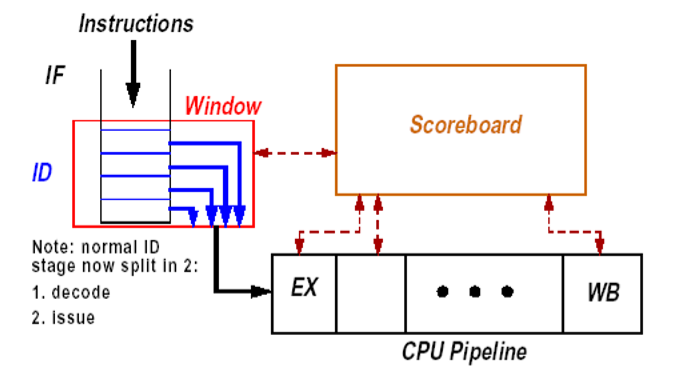 Instructions
IF
Window
Scoreboard
ID
Note: normal ID
stage now split in 2:
1. decode
2. issue
EX
WB
CPU Pipeline